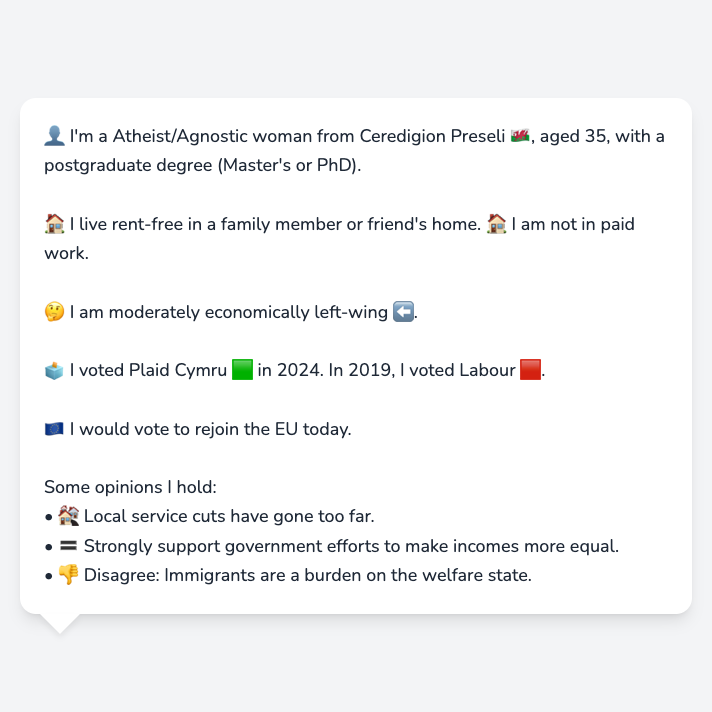 👤 I'm a Atheist/Agnostic woman from Ceredigion Preseli 🏴󠁧󠁢󠁷󠁬󠁳󠁿, aged 35, with a
postgraduate degree (Master's or PhD).
🏠 I live rent-free in a family member or friend's home. 🏠 I am not in paid
work.
🤔 I am moderately economically left-wing ⬅️.
🗳️ I voted Plaid Cymru 🟩 in 2024. In 2019, I voted Labour 🟥.
🇪🇺 I would vote to rejoin the EU today.
Some opinions I hold:
• 🏚️ Local service cuts have gone too far.
• 🟰 Strongly support government efforts to make incomes more equal.
• 👎 Disagree: Immigrants are a burden on the welfare state.